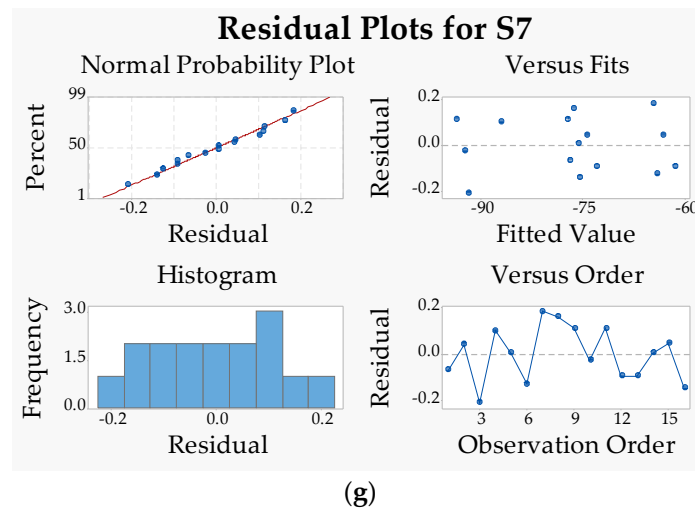 Residual Plots for S7
Normal Probability Plot
99
50
1
Percent
-0.2 0.0 0.2
Residual
Versus Fits
0.2
0.0
-0.2
Residual
-90 -75 -60
Fitted Value
Histogram
3.0
1.5
0.0
Frequency
-0.2 0.0 0.2
Residual
Versus Order
0.2
0.0
-0.2
Residual
3 6 9 12 15
Observation Order
(g)